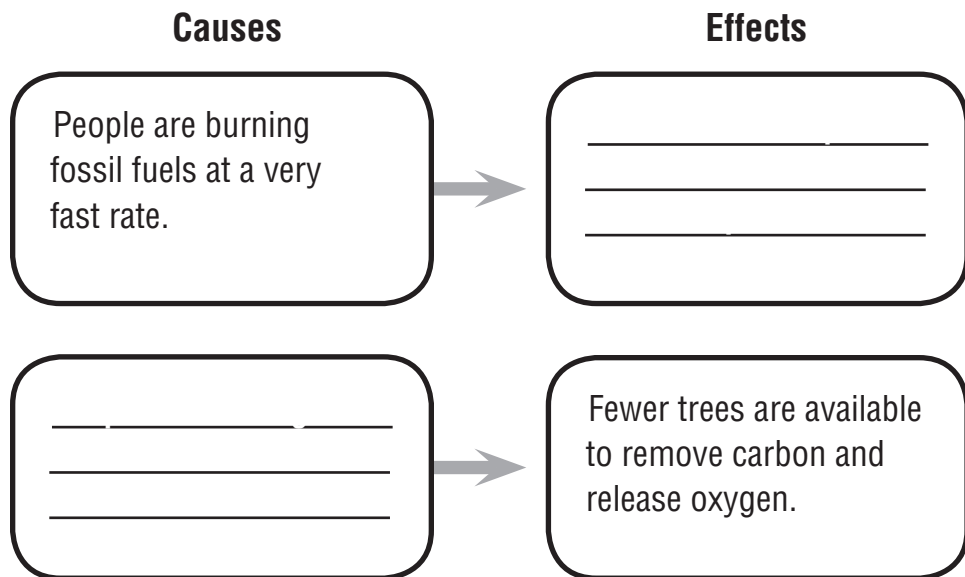 Causes
Effects
People are burning
fossil fuels at a very
fast rate.
Fewer trees are available
to remove carbon and
release oxygen.